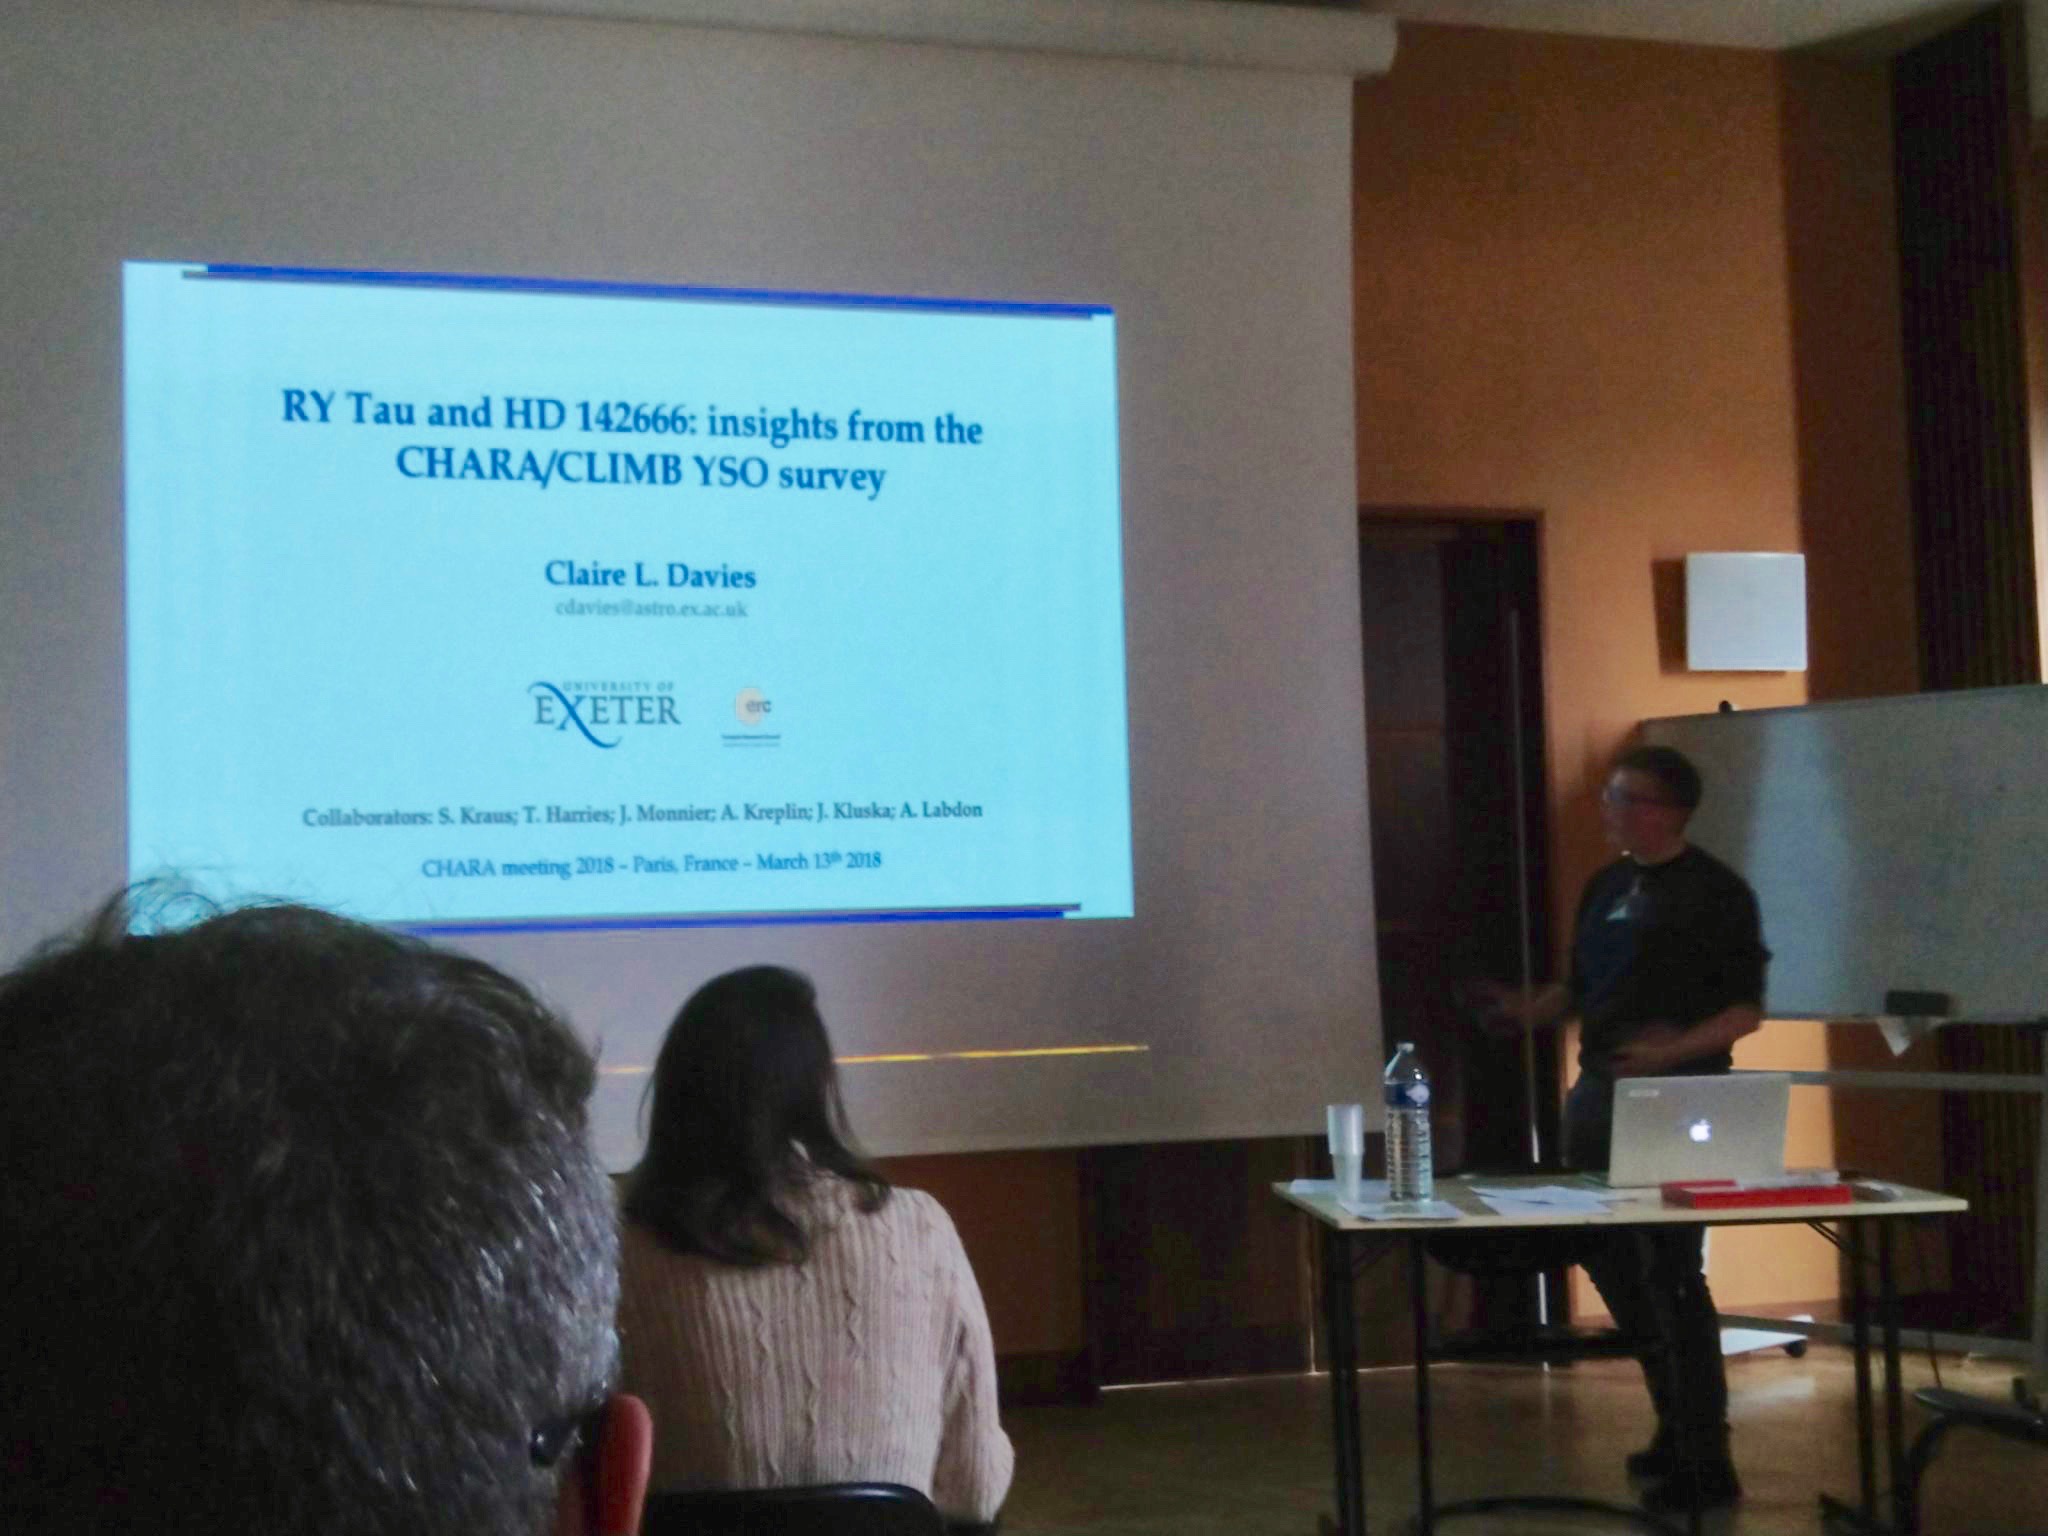 RY Tau and HD 142666: insights from the
CHARA/CLIMB YSO survey
Claire L. Davies
cdavies@astro.ex.ac.uk
UNIVERSITY OF
EXETER
erc
Collaborators: S. Kraus; T. Harries; J. Monnier; A. Kreplin; J. Kluska; A. Labdon
CHARA meeting 2018 – Paris, France – March 13th 2018